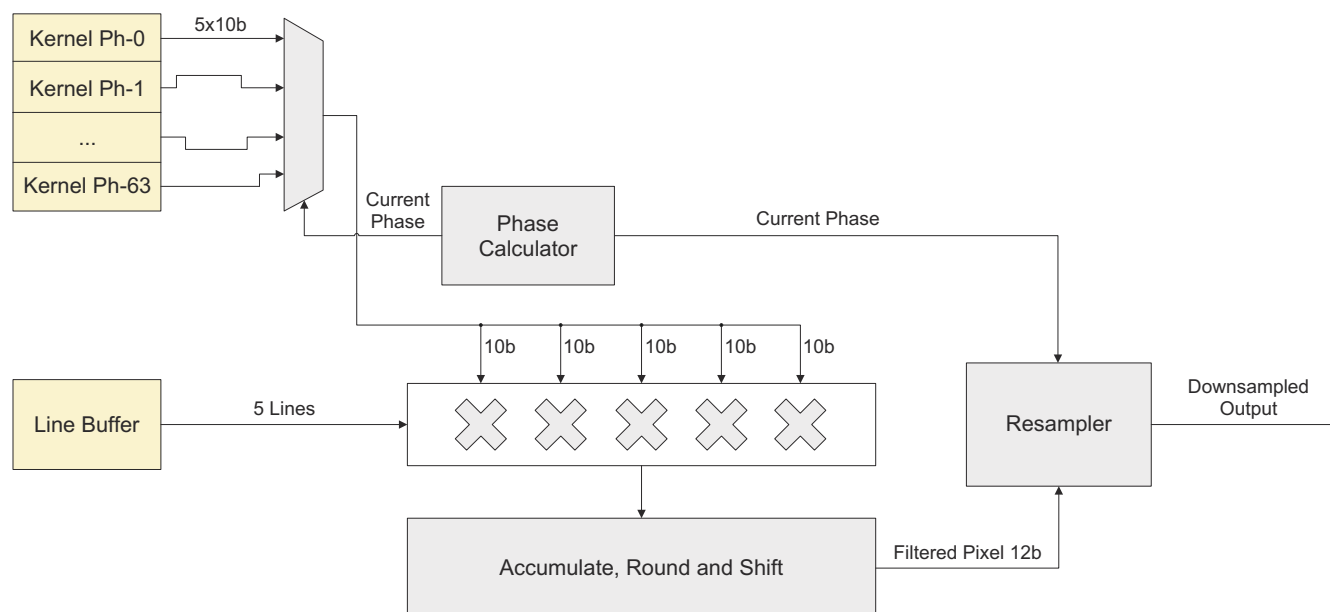 Kernel Ph-0
5x10b
Kernel Ph-1
...
Kernel Ph-63
Current
Phase
Phase
Calculator
Current Phase
10b
10b
10b
10b
10b
Line Buffer
5 Lines
Resampler
Downsampled
Output
Accumulate, Round and Shift
Filtered Pixel 12b